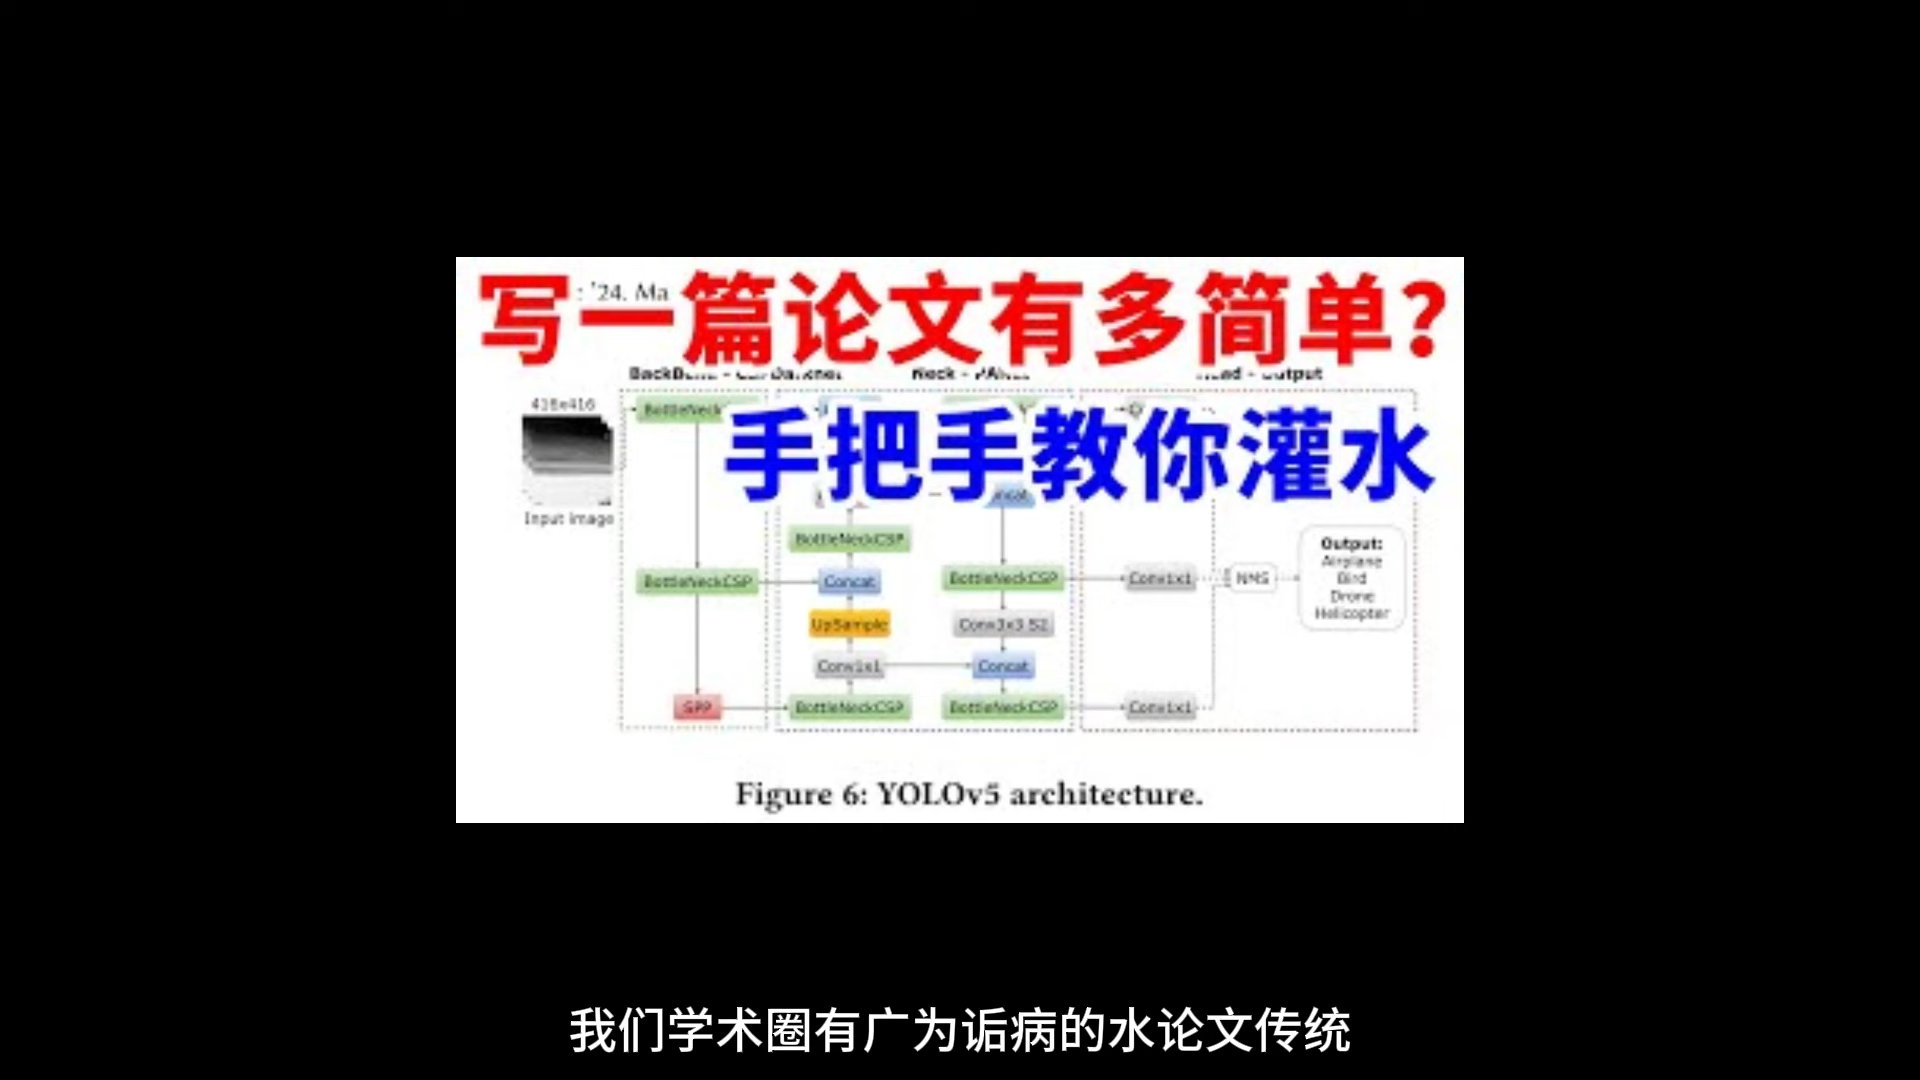 写一篇论文有多简单?
: '24. Ma
手把手教你灌水
416x416
Input image
BottleNeck
BottleNeckCSP
SPP
BottleNeckCSP
Concat
UpSample
Conv1x1
BottleNeckCSP
BottleNeckCSP
Conv3x3 S2
Concat
BottleNeckCSP
Conv1x1
Conv1x1
NMS
Output:
Airplane
Bird
Drone
Helicopter
Figure 6: YOLOv5 architecture.
我们学术圈有广为诟病的水论文传统